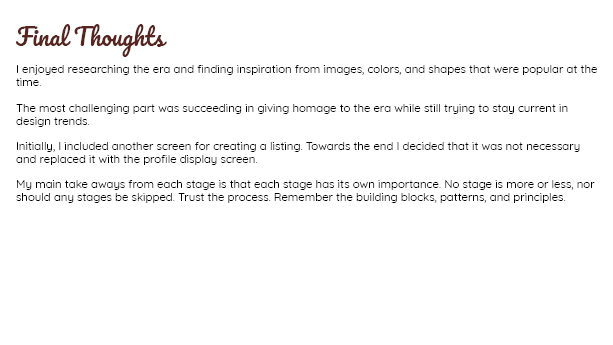 Final Thoughts
I enjoyed researching the era and finding inspiration from images, colors, and shapes that were popular at the
time.
The most challenging part was succeeding in giving homage to the era while still trying to stay current in
design trends.
Initially, I included another screen for creating a listing. Towards the end I decided that it was not necessary
and replaced it with the profile display screen.
My main take aways from each stage is that each stage has its own importance. No stage is more or less, nor
should any stages be skipped. Trust the process. Remember the building blocks, patterns, and principles.